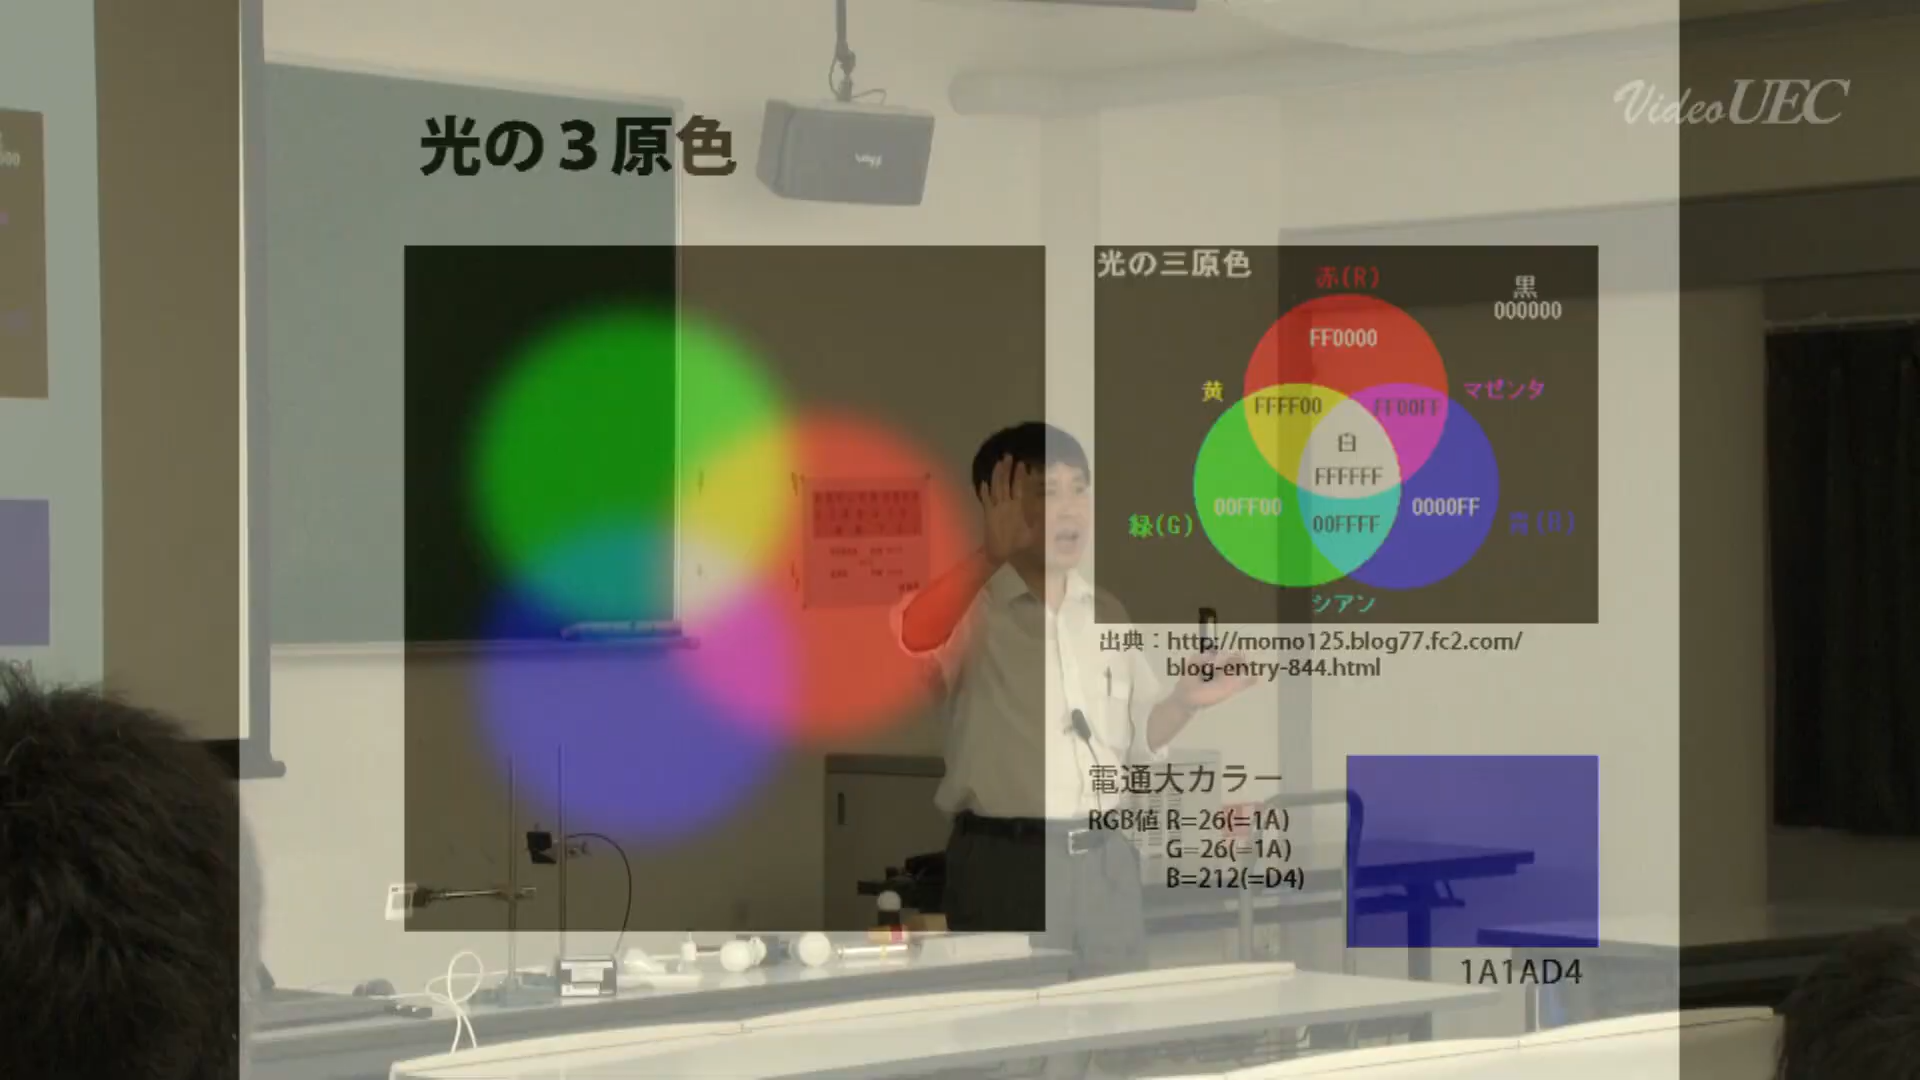 VideoUEC
光の３原色
光の三原色
赤(R)
黒
000000
FF0000
黄
マゼンタ
FFFF00
FF00FF
白
FFFFFF
緑(G)
00FF00
00FFFF
0000FF
青(B)
シアン
出典：http://momo125.blog77.fc2.com/
blog-entry-844.html
電通大カラー
RGB値 R=26(=1A)
G=26(=1A)
B=212(=D4)
1A1AD4